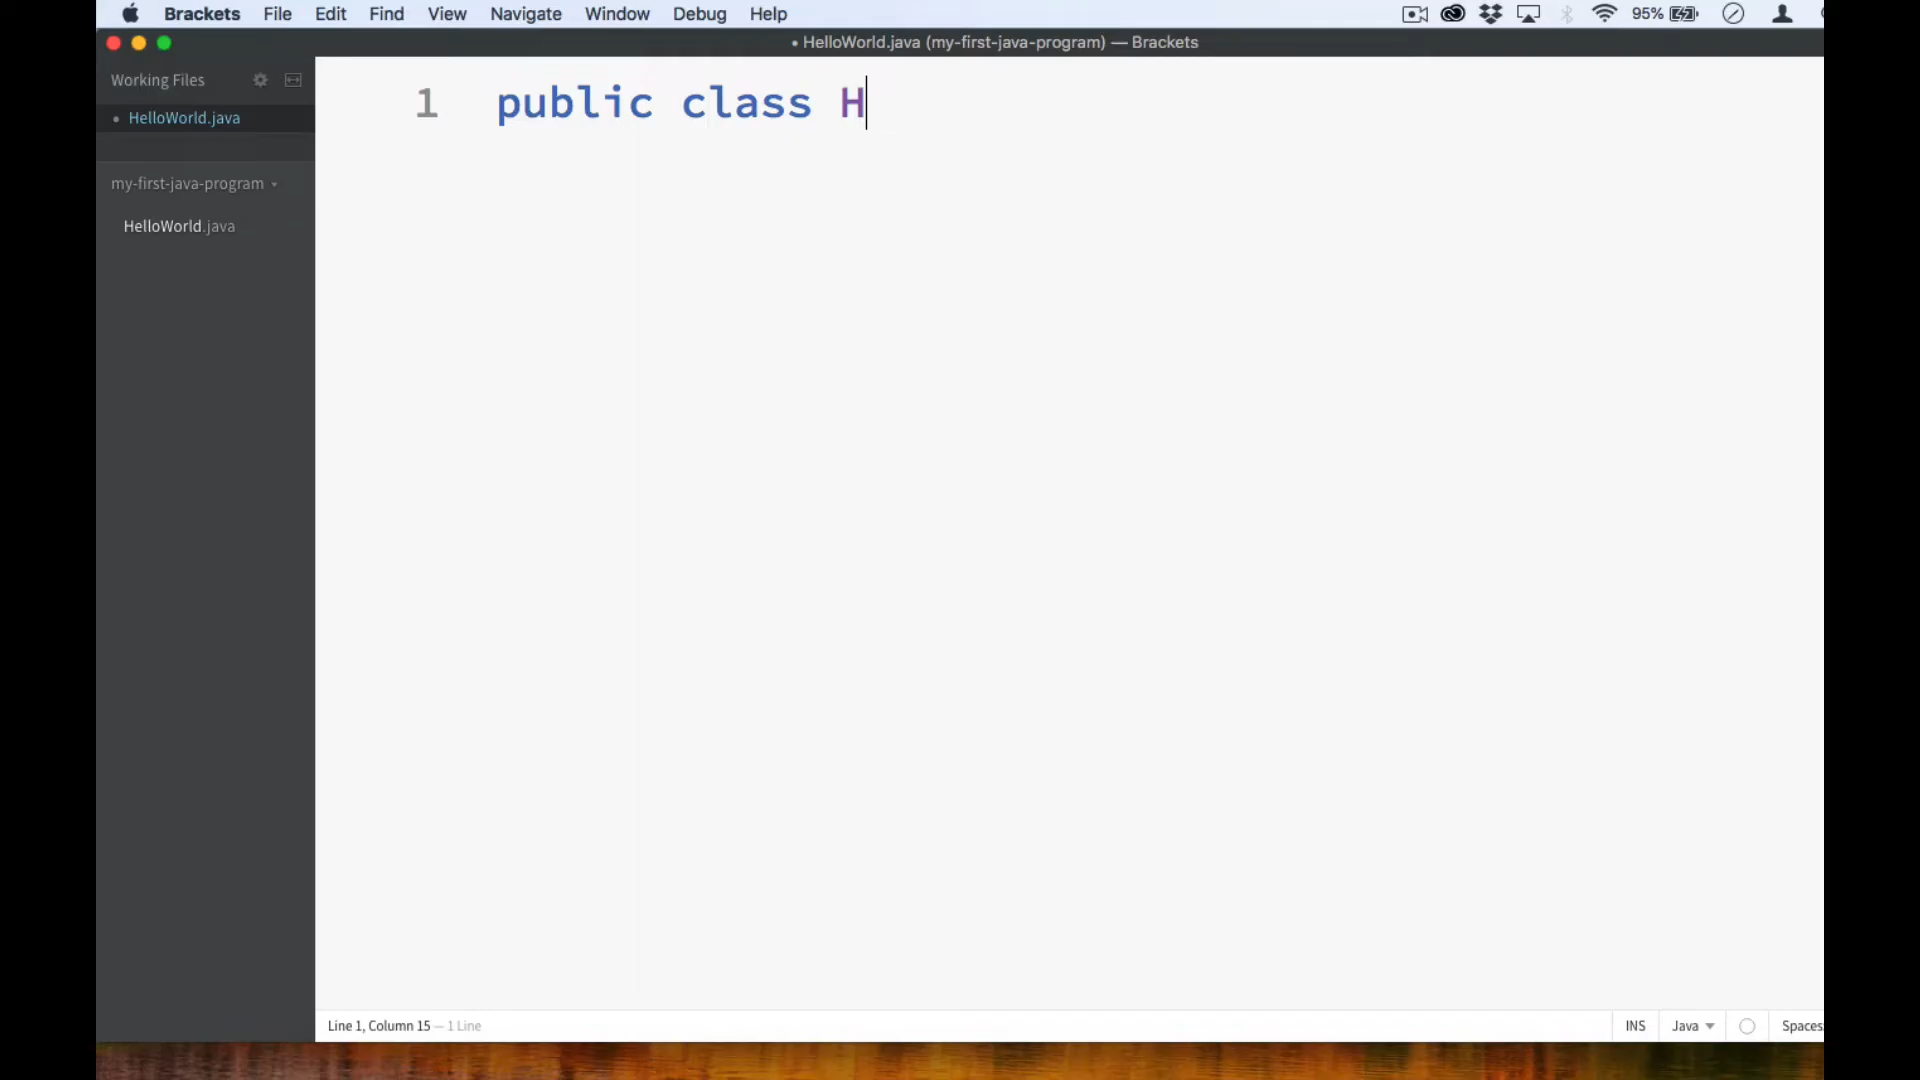 Brackets File Edit Find View Navigate Window Debug Help 95%
• HelloWorld.java (my-first-java-program) — Brackets
Working Files
• HelloWorld.java
my-first-java-program
HelloWorld.java
1 public class H
Line 1, Column 15 — 1 Line
INS Java Spaces